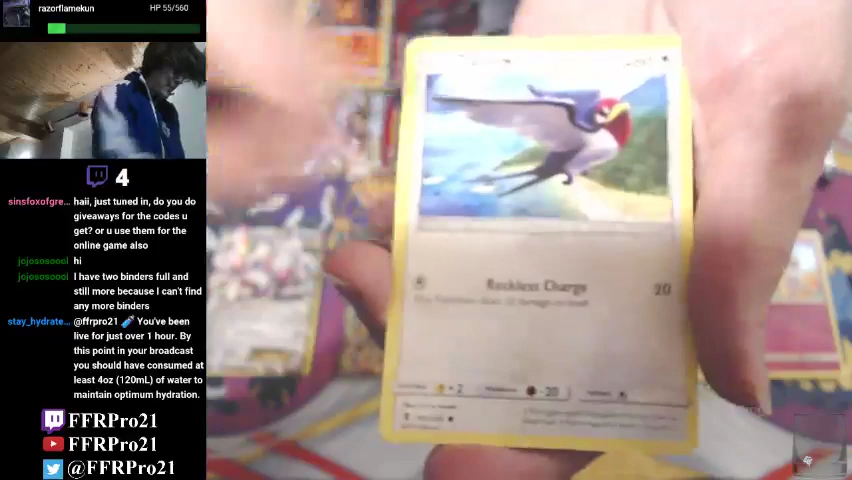 razorflamekun
HP 55/560
4
sinsfoxofgre... haii, just tuned in, do you do
giveaways for the codes u
get? or u use them for the
online game also
jojososoool hi
jojososoool I have two binders full and
still more because I can't find
any more binders
stay_hydrate... @ffrpro21 You've been
live for just over 1 hour. By
this point in your broadcast
you should have consumed at
least 4oz (120mL) of water to
maintain optimum hydration.
FFRPro21
FFRPro21
@FFRPro21
Reckless Charge 20
×2
-20